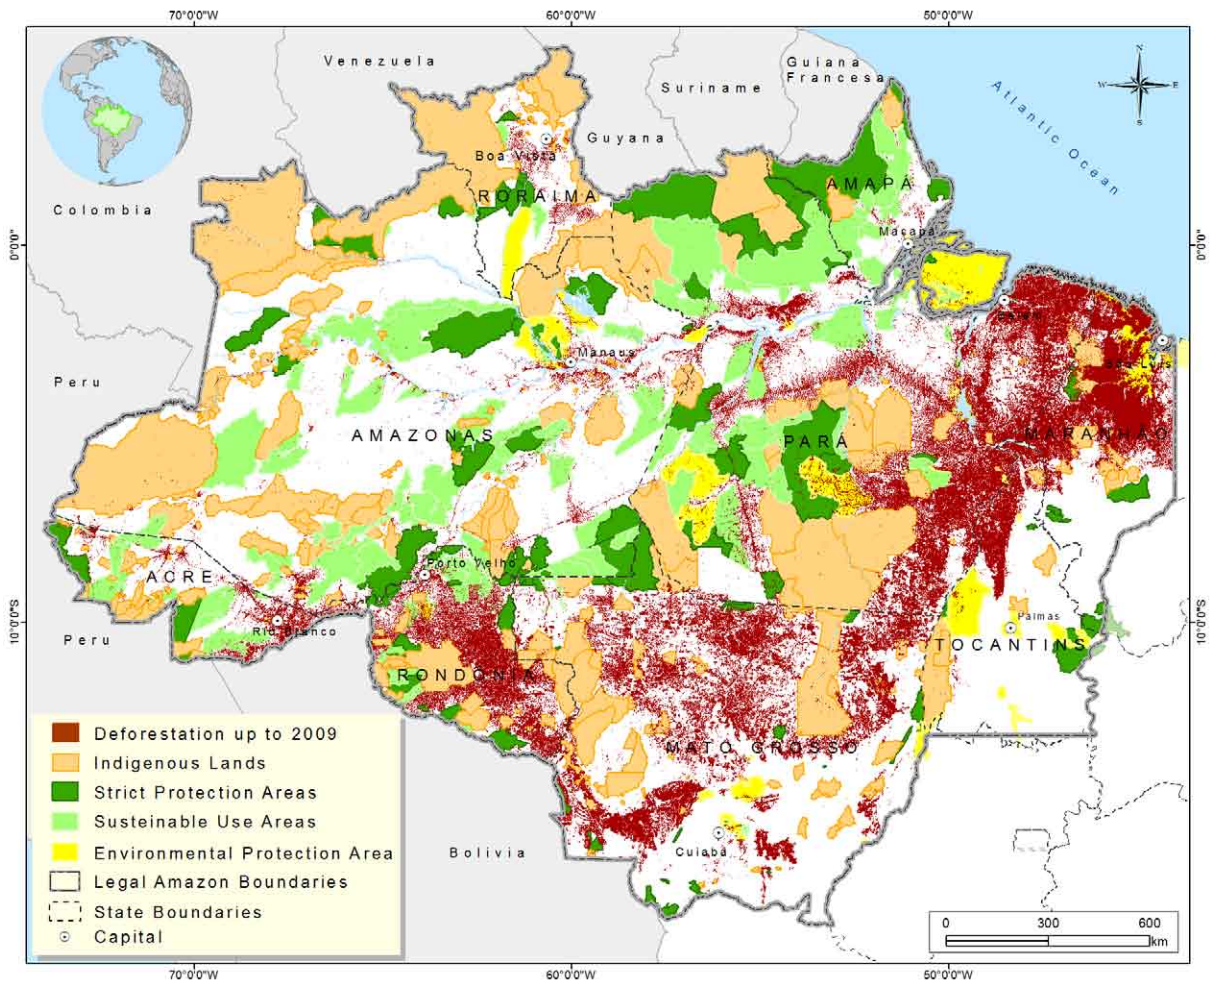 70°0'0"W
60°0'0"W
50°0'0"W
Venezuela
Guiana
Francesa
Suriname
N
W
E
S
Guyana
Atlantic Ocean
Boa Vista
Colombia
RORAIMA
AMAPÁ
Macapá
0°0'0"
0°0'0"
Belém
Manaus
São Luís
Peru
AMAZONAS
PARÁ
MARANHÃO
Porto Velho
ACRE
Palmas
10°0'0"S
10°0'0"S
Peru
Rio Branco
TOCANTINS
RONDÔNIA
MATO GROSSO
Deforestation up to 2009
Indigenous Lands
Strict Protection Areas
Susteinable Use Areas
Environmental Protection Area
Legal Amazon Boundaries
State Boundaries
Capital
Bolivia
Cuiabá
0
300
600
km
70°0'0"W
60°0'0"W
50°0'0"W